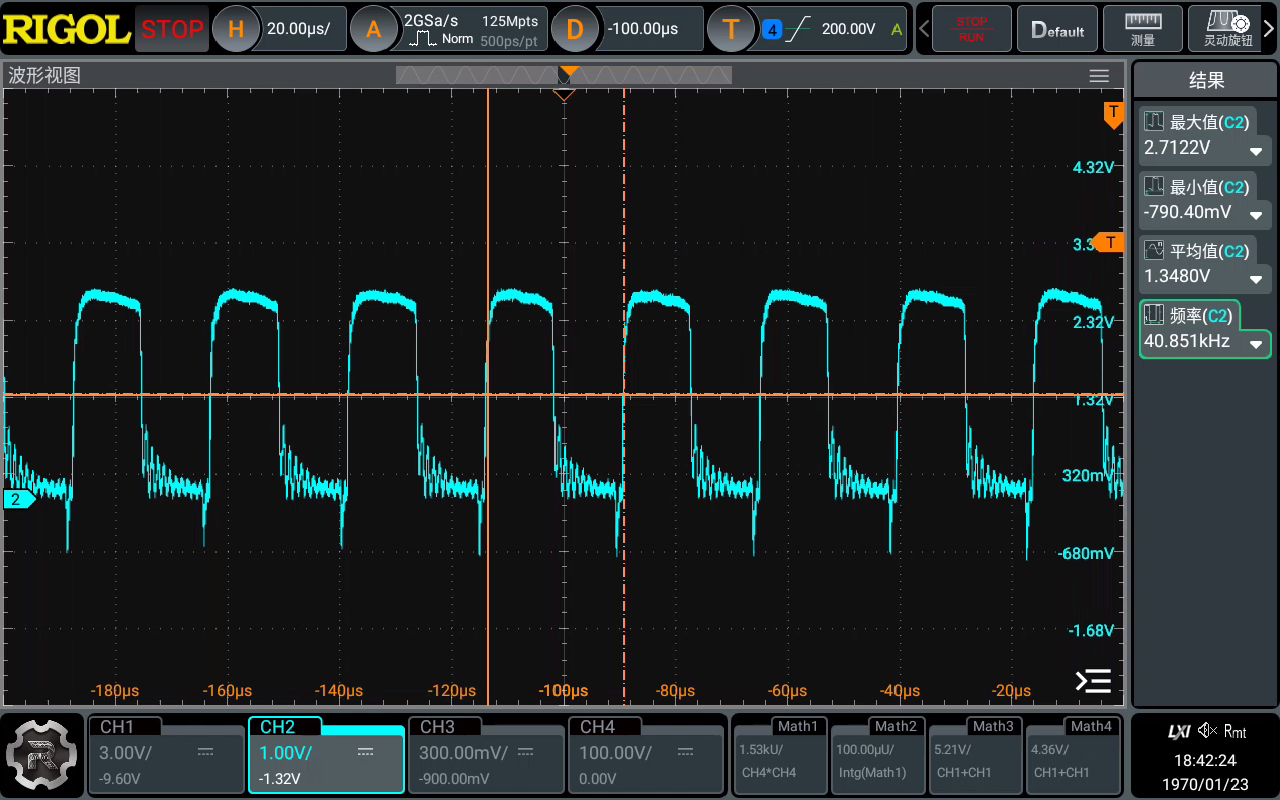 RIGOL STOP H 20.00μs/ A 2GSa/s 125Mpts Norm 500ps/pt D -100.00μs T 4 200.00V A STOP RUN Default 测量 灵动旋钮
波形视图
结果
T
最大值(C2)
2.7122V
4.32V
最小值(C2)
-790.40mV
T
平均值(C2)
1.3480V
2.32V
频率(C2)
40.851kHz
1.32V
320mV
2
-680mV
-1.68V
-180μs -160μs -140μs -120μs -100μs -80μs -60μs -40μs -20μs
CH1 CH2 CH3 CH4 Math1 Math2 Math3 Math4
3.00V/ 1.00V/ 300.00mV/ 100.00V/ 1.53kU/ 100.00μU/ 5.21V/ 4.36V/
-9.60V -1.32V -900.00mV 0.00V CH4*CH4 Intg(Math1) CH1+CH1 CH1+CH1
R
LXI Rmt
18:42:24
1970/01/23